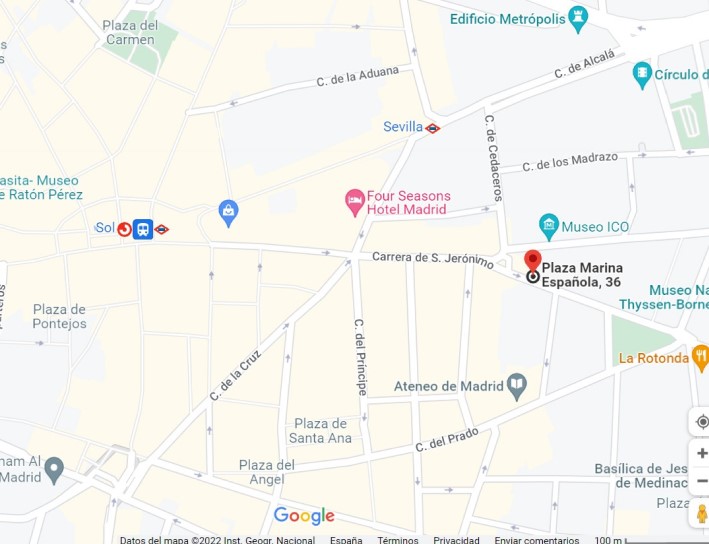 Plaza del
Carmen
Edificio Metrópolis
C. de Alcalá
Círculo d
C. de la Aduana
Sevilla
C. de Cedaceros
C. de los Madrazo
asita- Museo
e Ratón Pérez
Four Seasons
Hotel Madrid
Sol
Museo ICO
Carrera de S. Jerónimo
Plaza Marina
Española, 36
Museo Na
Thyssen-Borne
Plaza de
Pontejos
La Rotonda
C. del Príncipe
C. de la Cruz
Ateneo de Madrid
Plaza de
Santa Ana
C. del Prado
Plaza del
Angel
nam Al
Madrid
Basílica de Jes
de Medinac
Plaza
Google
Datos del mapa ©2022 Inst. Geogr. Nacional España Términos Privacidad Enviar comentarios 100 m